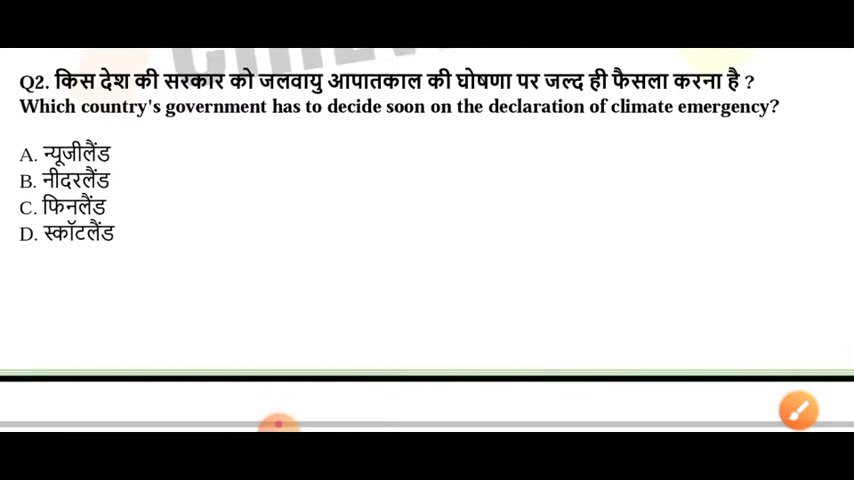 Q2. किस देश की सरकार को जलवायु आपातकाल की घोषणा पर जल्द ही फैसला करना है ?
Which country's government has to decide soon on the declaration of climate emergency?
A. न्यूजीलैंड
B. नीदरलैंड
C. फिनलैंड
D. स्कॉटलैंड